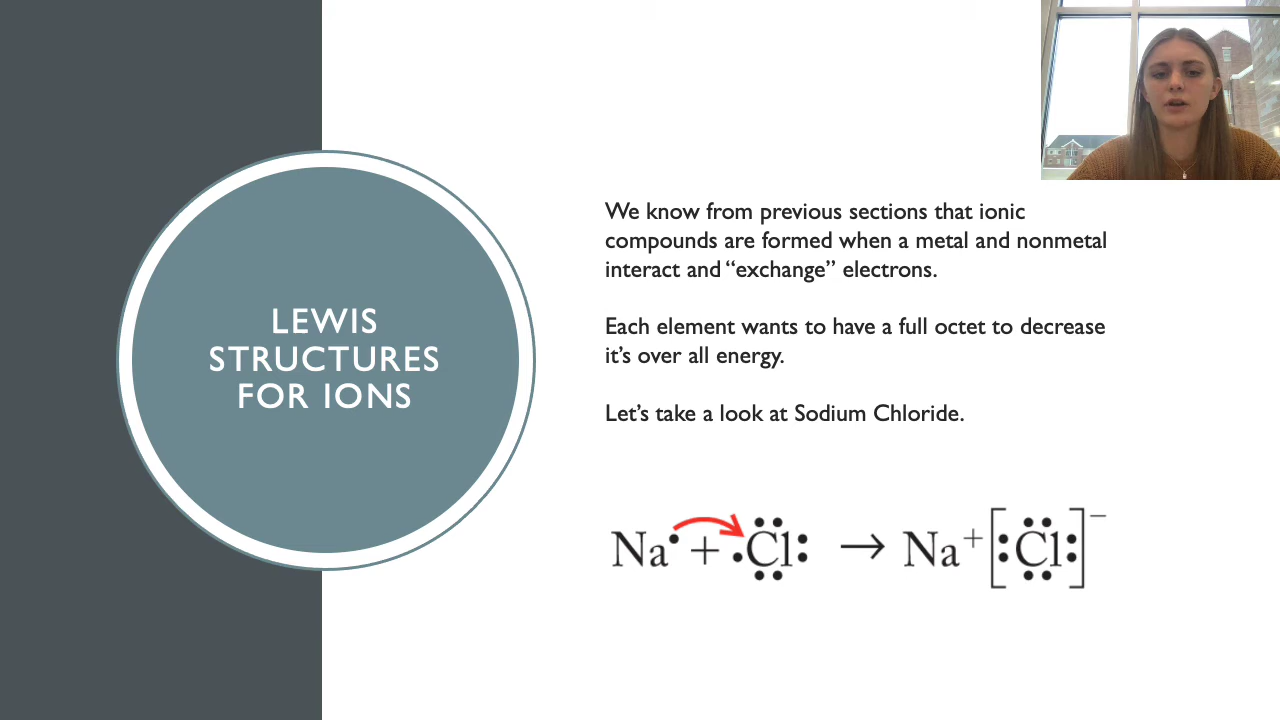 LEWIS
STRUCTURES
FOR IONS
We know from previous sections that ionic
compounds are formed when a metal and nonmetal
interact and “exchange” electrons.
Each element wants to have a full octet to decrease
it’s over all energy.
Let’s take a look at Sodium Chloride.
Na + Cl → Na⁺ [Cl]⁻